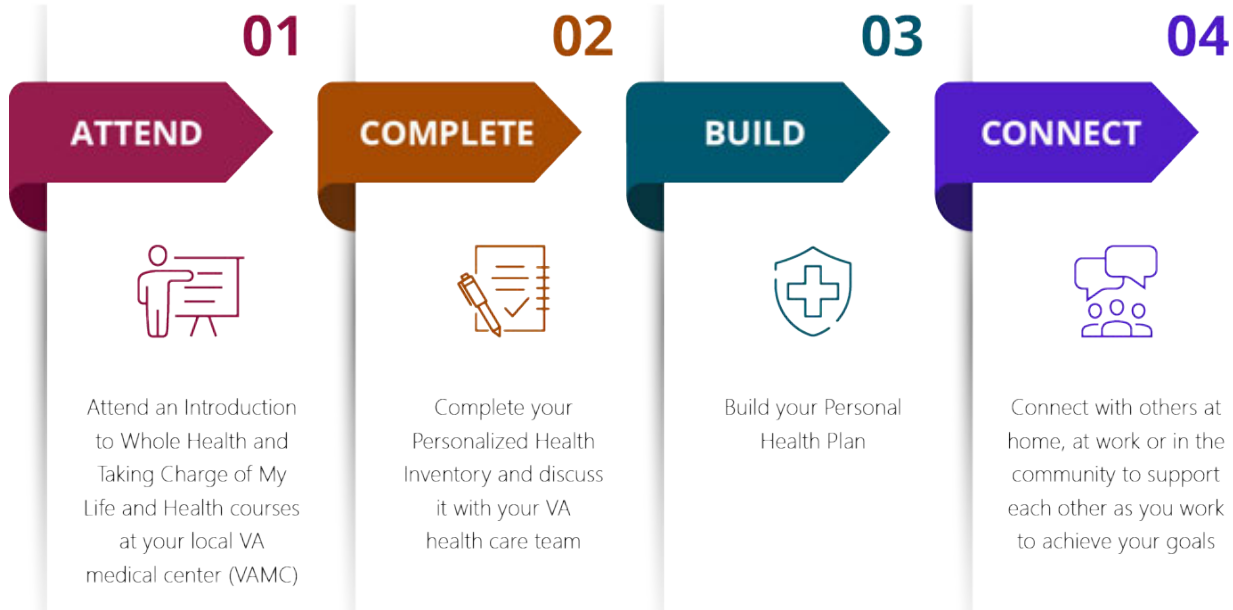 01
ATTEND
Attend an Introduction
to Whole Health and
Taking Charge of My
Life and Health courses
at your local VA
medical center (VAMC)
02
COMPLETE
Complete your
Personalized Health
Inventory and discuss
it with your VA
health care team
03
BUILD
Build your Personal
Health Plan
04
CONNECT
Connect with others at
home, at work or in the
community to support
each other as you work
to achieve your goals